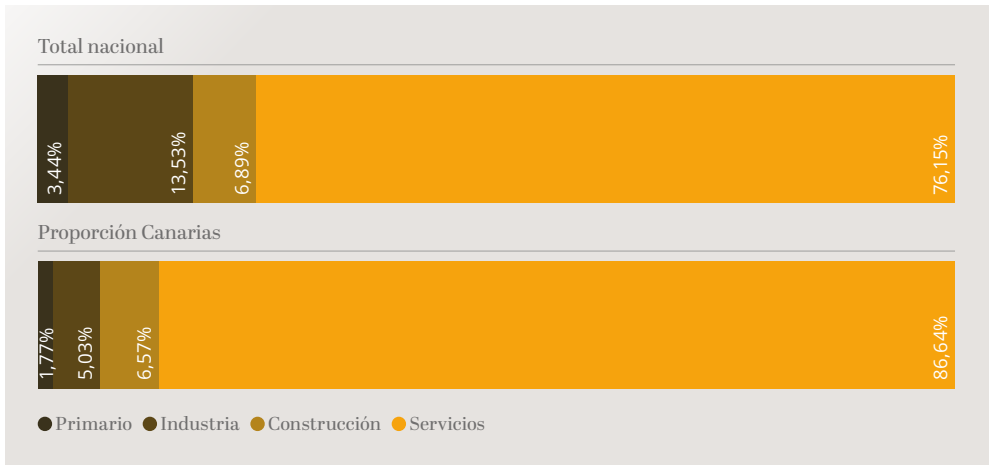 Total nacional
3,44%
13,53%
6,89%
76,15%
Proporción Canarias
1,77%
5,03%
6,57%
86,64%
Primario Industria Construcción Servicios